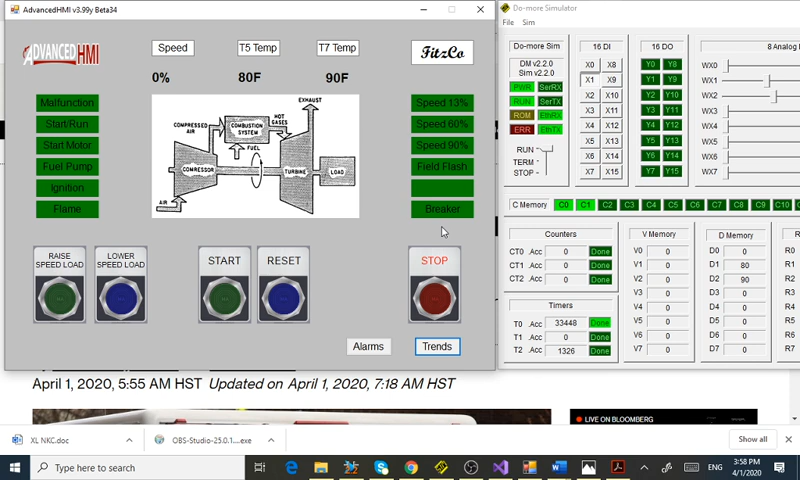 AdvancedHMI v3.99y Beta34
ADVANCED HMI
Speed
T5 Temp
T7 Temp
FitzCo
0%
80F
90F
Malfunction
Start/Run
Start Motor
Fuel Pump
Ignition
Flame
EXHAUST
COMPRESSED AIR
COMBUSTION SYSTEM
HOT GASES
FUEL
COMPRESSOR
TURBINE
LOAD
AIR
Speed 13%
Speed 60%
Speed 90%
Field Flash
Breaker
RAISE
SPEED LOAD
LOWER
SPEED LOAD
START
RESET
STOP
Alarms
Trends
Do-more Simulator
File Sim
Do-more Sim
DM v2.2.0
Sim v2.2.0
PWR SerRX
RUN SerTX
ROM EthRX
ERR EthTX
RUN
TERM
STOP
16 DI
X0 X8
X1 X9
X2 X10
X3 X11
X4 X12
X5 X13
X6 X14
X7 X15
16 DO
Y0 Y8
Y1 Y9
Y2 Y10
Y3 Y11
Y4 Y12
Y5 Y13
Y6 Y14
Y7 Y15
8 Analog
WX0
WX1
WX2
WX3
WX4
WX5
WX6
WX7
C Memory C0 C1 C2 C3 C4 C5 C6 C7 C8 C9 C10
Counters
CT0 .Acc 0 Done
CT1 .Acc 0 Done
CT2 .Acc 0 Done
Timers
T0 .Acc 33448 Done
T1 .Acc 0 Done
T2 .Acc 1326 Done
V Memory
V0 0
V1 0
V2 0
V3 0
V4 0
V5 0
V6 0
V7 0
D Memory
D0 0
D1 80
D2 90
D3 0
D4 0
D5 0
D6 0
D7 0
R
R0
R1
R2
R3
R4
R5
R6
R7
April 1, 2020, 5:55 AM HST Updated on April 1, 2020, 7:18 AM HST
LIVE ON BLOOMBERG
XL NKC.doc
OBS-Studio-25.0.1....exe
Show all
Type here to search
ENG
3:58 PM
4/1/2020